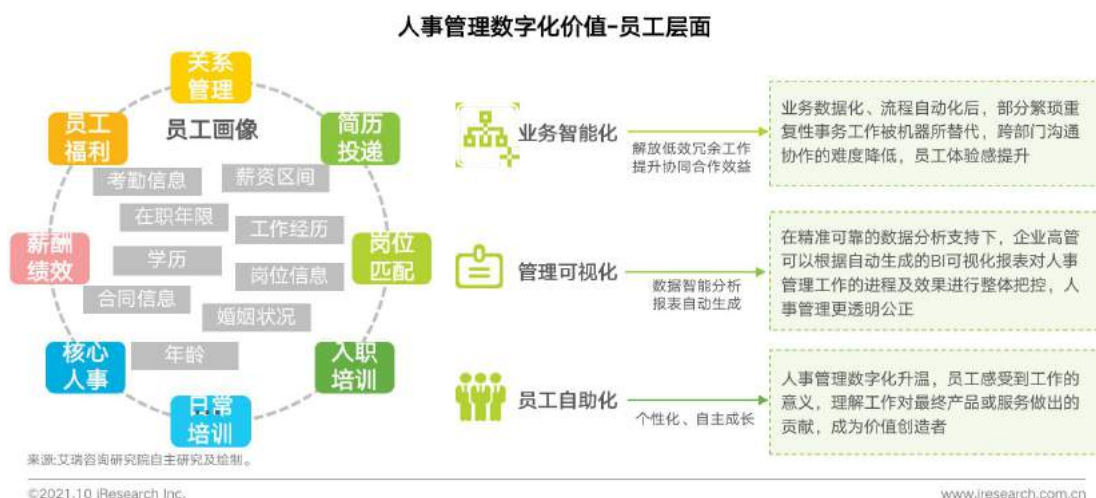 人事管理数字化价值-员工层面
关系
管理
员工
福利
员工画像
简历
投递
考勤信息
薪资区间
在职年限
工作经历
薪酬
绩效
学历
岗位信息
岗位
匹配
合同信息
婚姻状况
核心
人事
年龄
入职
培训
...
日常
培训
业务智能化
解放低效冗余工作
提升协同合作效益
业务数据化、流程自动化后，部分繁琐重
复性事务工作被机器所替代，跨部门沟通
协作的难度降低，员工体验感提升
管理可视化
数据智能分析
报表自动生成
在精准可靠的数据分析支持下，企业高管
可以根据自动生成的BI可视化报表对人事
管理工作的进程及效果进行整体把控，人
事管理更透明公正
员工自助化
个性化、自主成长
人事管理数字化升温，员工感受到工作的
意义，理解工作对最终产品或服务做出的
贡献，成为价值创造者
来源:艾瑞咨询研究院自主研究及绘制。
©2021.10 iResearch Inc.
www.iresearch.com.cn